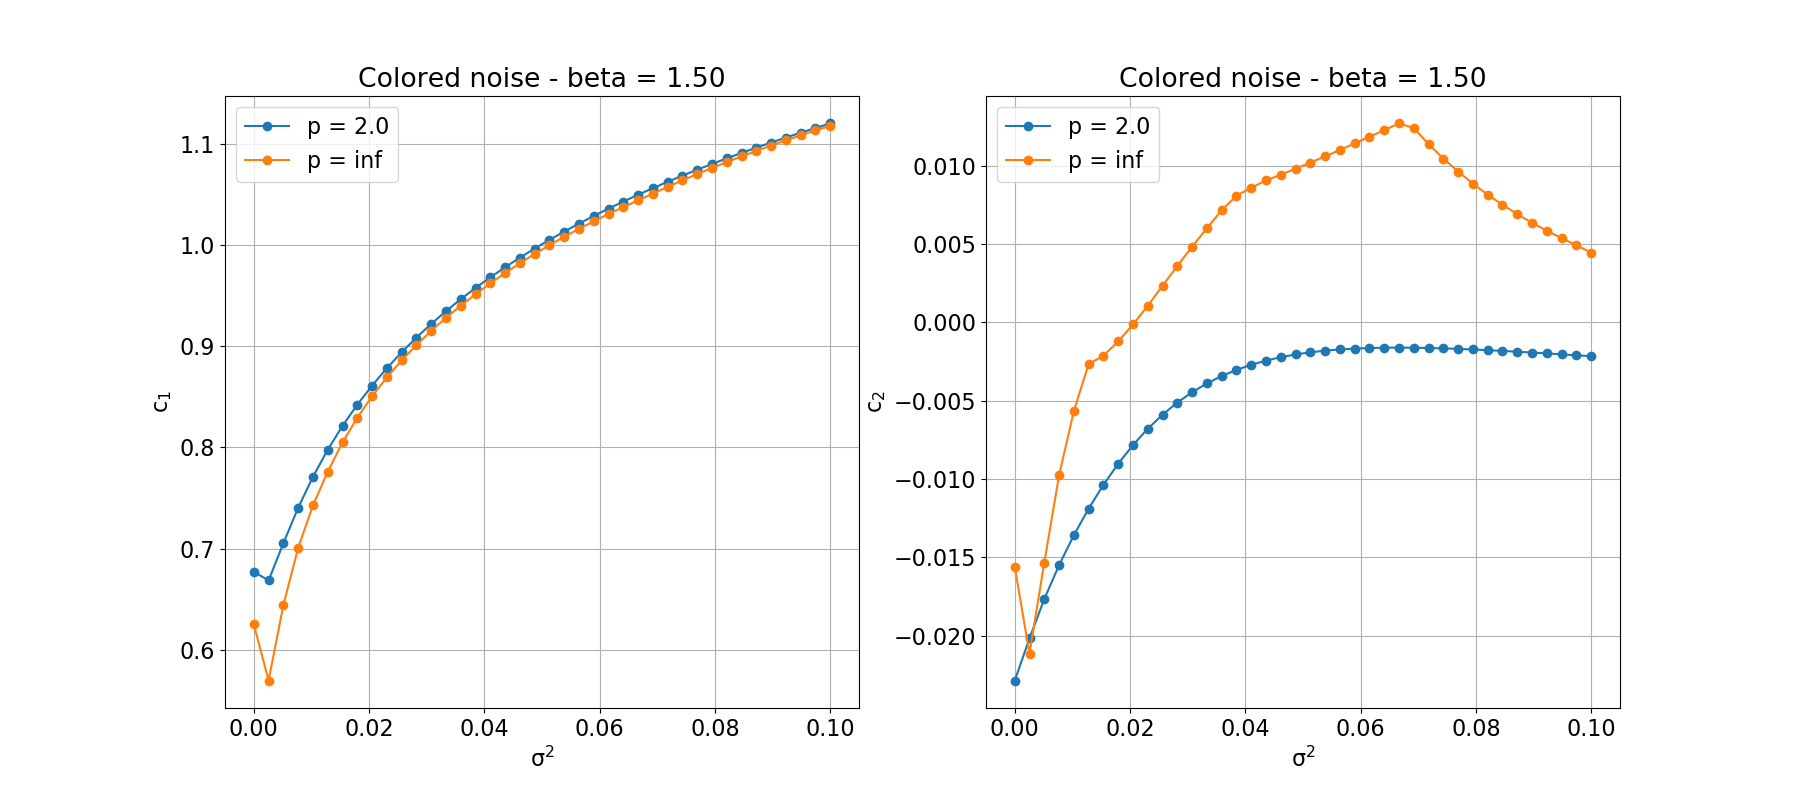 Colored noise - beta = 1.50
p = 2.0
p = inf
1.1
1.0
0.9
0.8
0.7
0.6
c₁
0.00 0.02 0.04 0.06 0.08 0.10
σ²
Colored noise - beta = 1.50
p = 2.0
p = inf
0.010
0.005
0.000
−0.005
−0.010
−0.015
−0.020
c₂
0.00 0.02 0.04 0.06 0.08 0.10
σ²